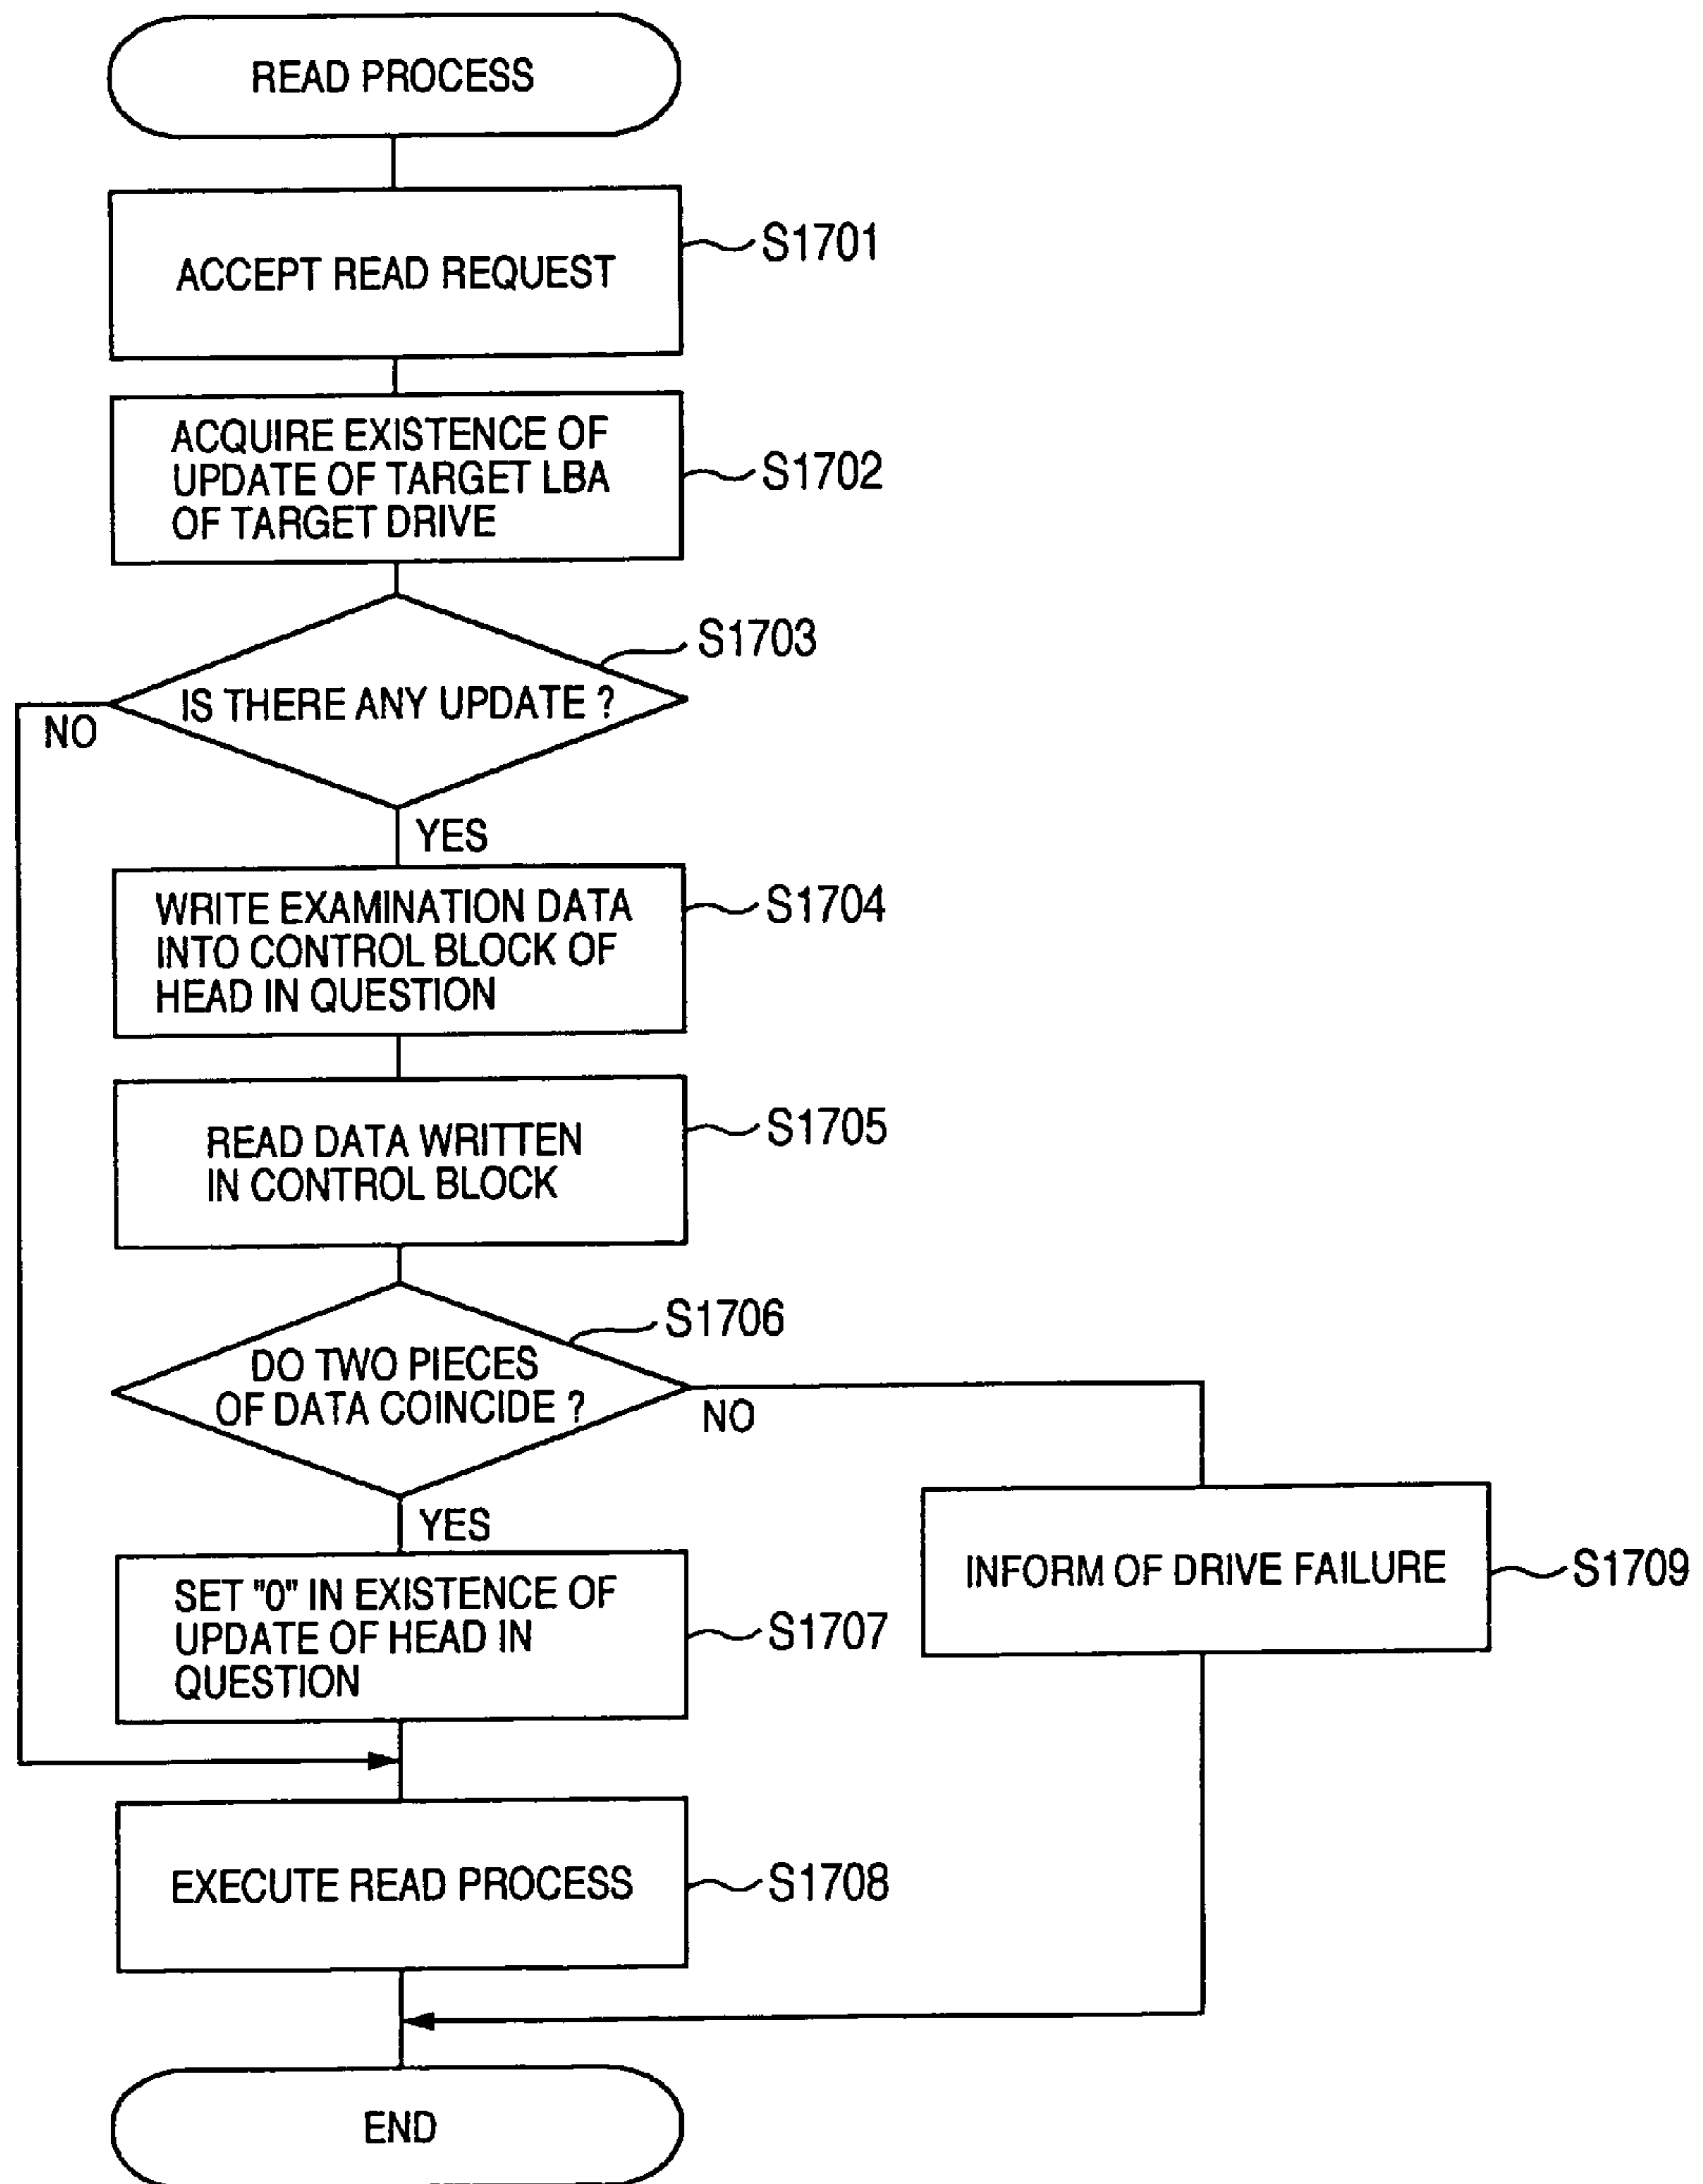 READ PROCESS
ACCEPT READ REQUEST
S1701
ACQUIRE EXISTENCE OF
UPDATE OF TARGET LBA
OF TARGET DRIVE
S1702
S1703
IS THERE ANY UPDATE ?
NO
YES
WRITE EXAMINATION DATA
INTO CONTROL BLOCK OF
HEAD IN QUESTION
S1704
READ DATA WRITTEN
IN CONTROL BLOCK
S1705
S1706
DO TWO PIECES
OF DATA COINCIDE ?
NO
YES
SET "0" IN EXISTENCE OF
UPDATE OF HEAD IN
QUESTION
S1707
INFORM OF DRIVE FAILURE
S1709
EXECUTE READ PROCESS
S1708
END